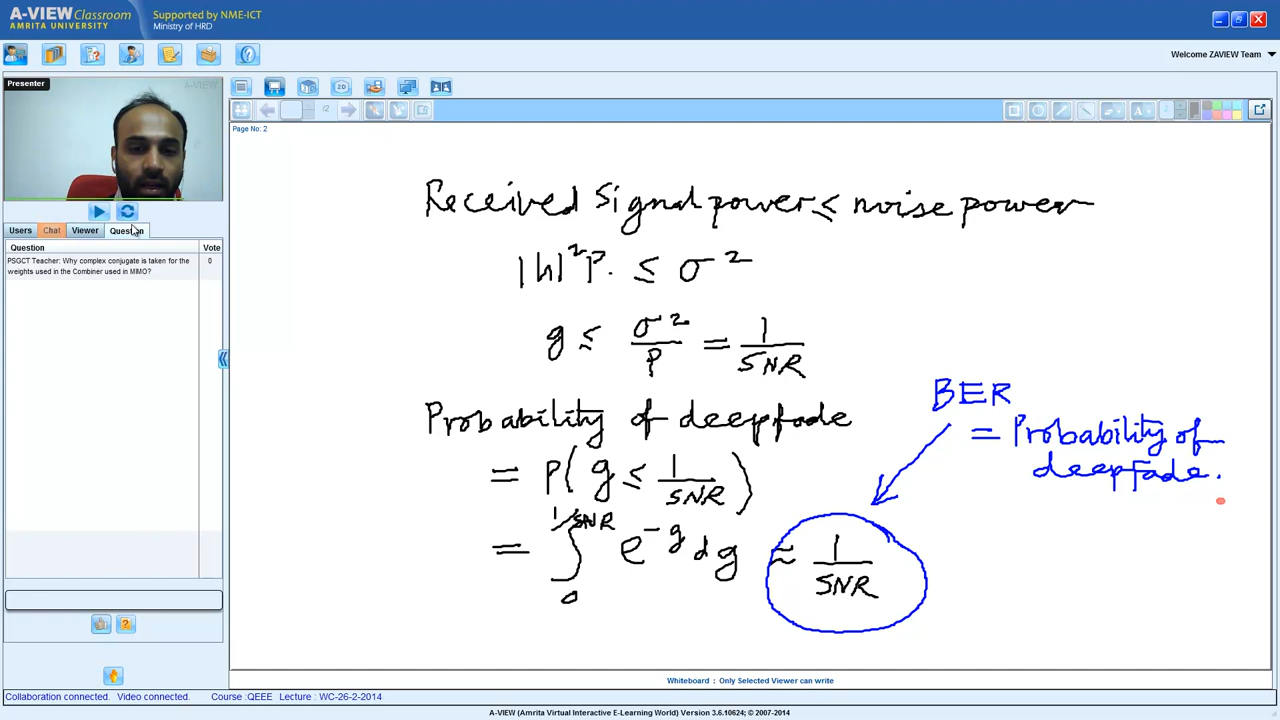 A-VIEW Classroom
AMRITA UNIVERSITY
Supported by NME-ICT
Ministry of HRD
Welcome ZAVIEW Team
Presenter
A-VIEW
2D
/2
2
A
Page No: 2
Users Chat Viewer Question
Question Vote
PSGCT Teacher: Why complex conjugate is taken for the 0
weights used in the Combiner used in MIMO?
Received Signal power ≤ noise power
|h|²P. ≤ σ²
g ≤ σ²/P = 1/SNR
Probability of deepfade
= P(g ≤ 1/SNR)
= ∫₀^{1/SNR} e^{-g} dg ≈ 1/SNR
BER
= Probability of
deepfade.
Whiteboard : Only Selected Viewer can write
Collaboration connected. Video connected. Course :QEEE Lecture : WC-26-2-2014
A-VIEW (Amrita Virtual Interactive E-Learning World) Version 3.6.10624; © 2007-2014